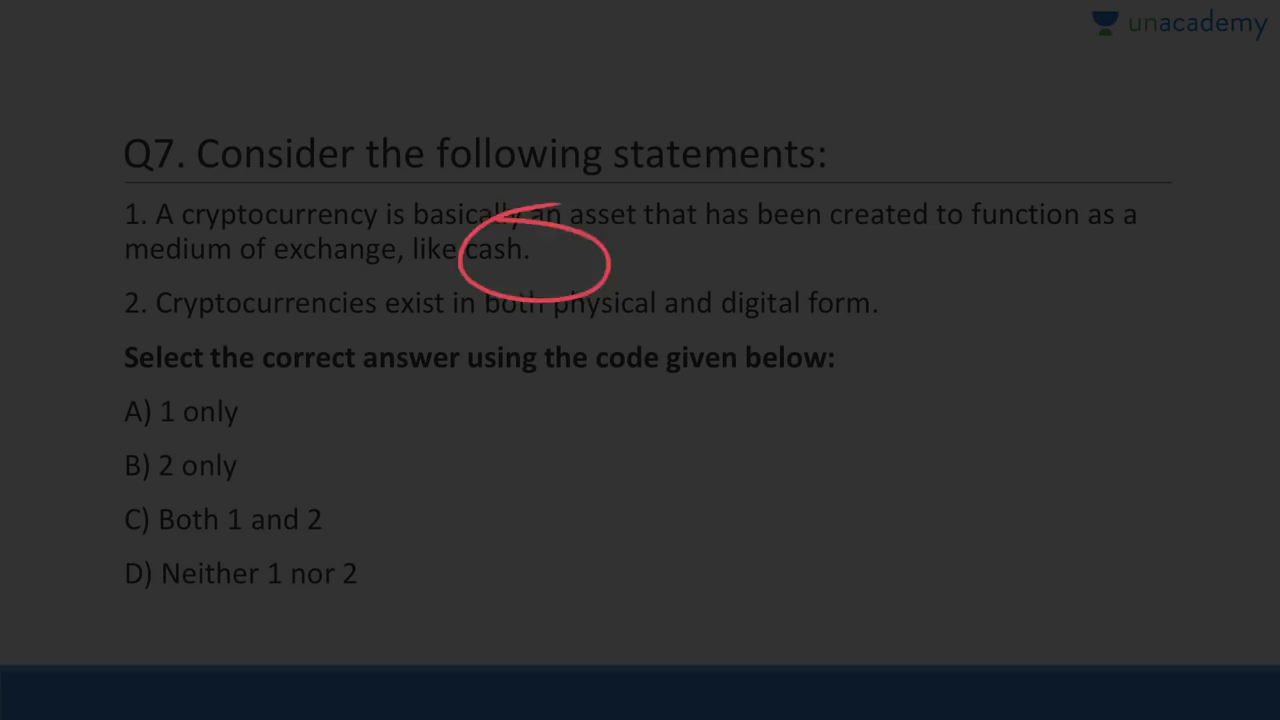 unacademy
Q7. Consider the following statements:
1. A cryptocurrency is basically an asset that has been created to function as a
medium of exchange, like cash.
2. Cryptocurrencies exist in both physical and digital form.
Select the correct answer using the code given below:
A) 1 only
B) 2 only
C) Both 1 and 2
D) Neither 1 nor 2